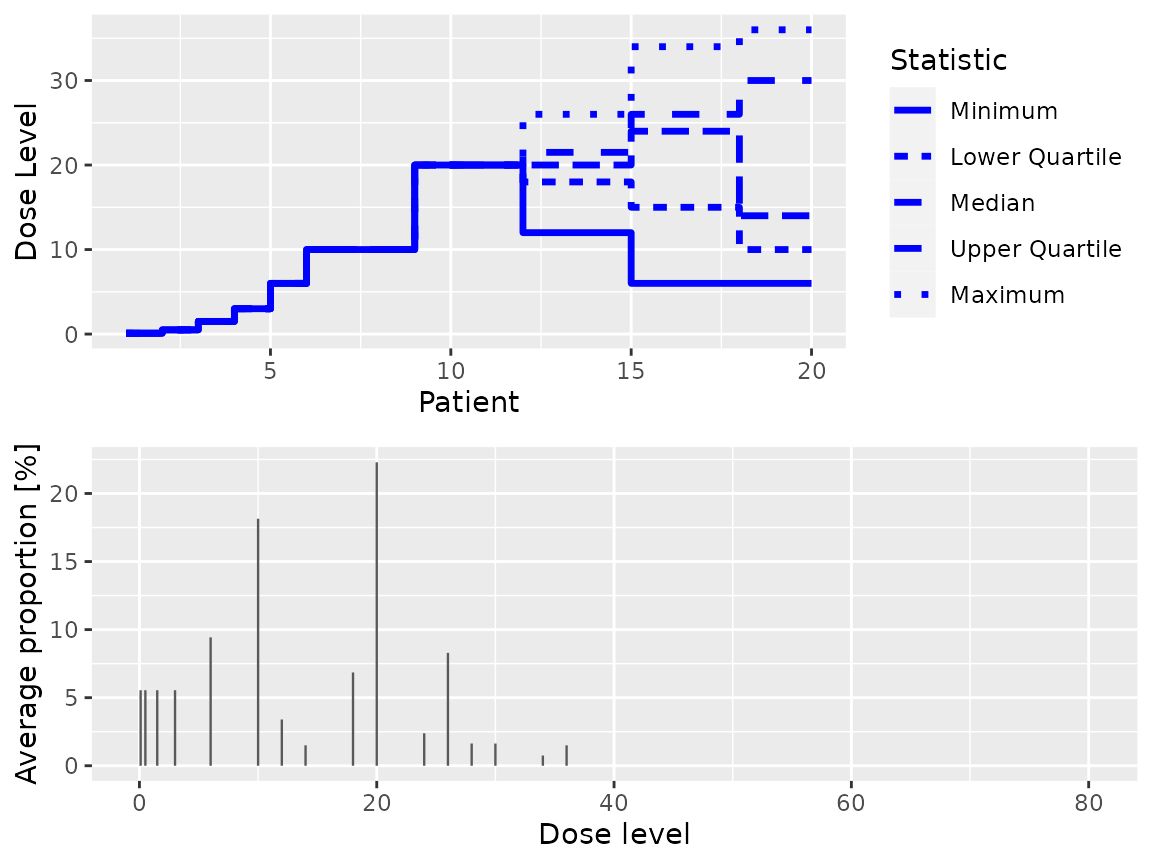 Dose Level
30
20
10
0
5
10
15
20
Patient
Statistic
Minimum
Lower Quartile
Median
Upper Quartile
Maximum
Average proportion [%]
20
15
10
5
0
0
20
40
60
80
Dose level